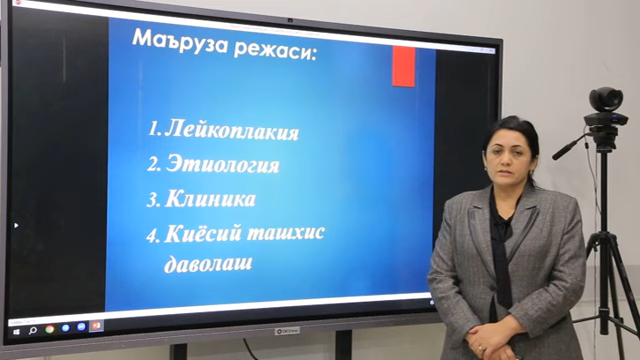 Маъруза режаси:
1. Лейкоплакия
2. Этиология
3. Клиника
4. Киёсий ташхис
даволаш